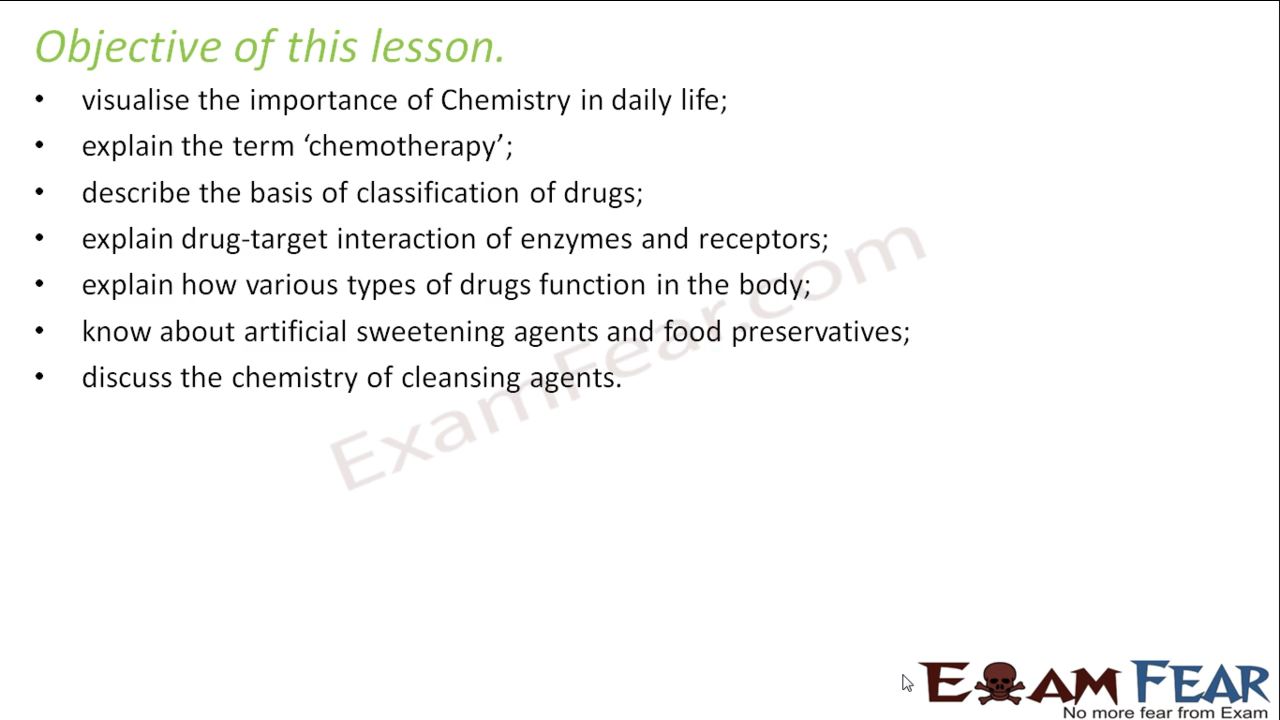 Objective of this lesson.
• visualise the importance of Chemistry in daily life;
• explain the term ‘chemotherapy’;
• describe the basis of classification of drugs;
• explain drug-target interaction of enzymes and receptors;
• explain how various types of drugs function in the body;
• know about artificial sweetening agents and food preservatives;
• discuss the chemistry of cleansing agents.
ExamFear.com
EXAM FEAR
No more fear from Exam